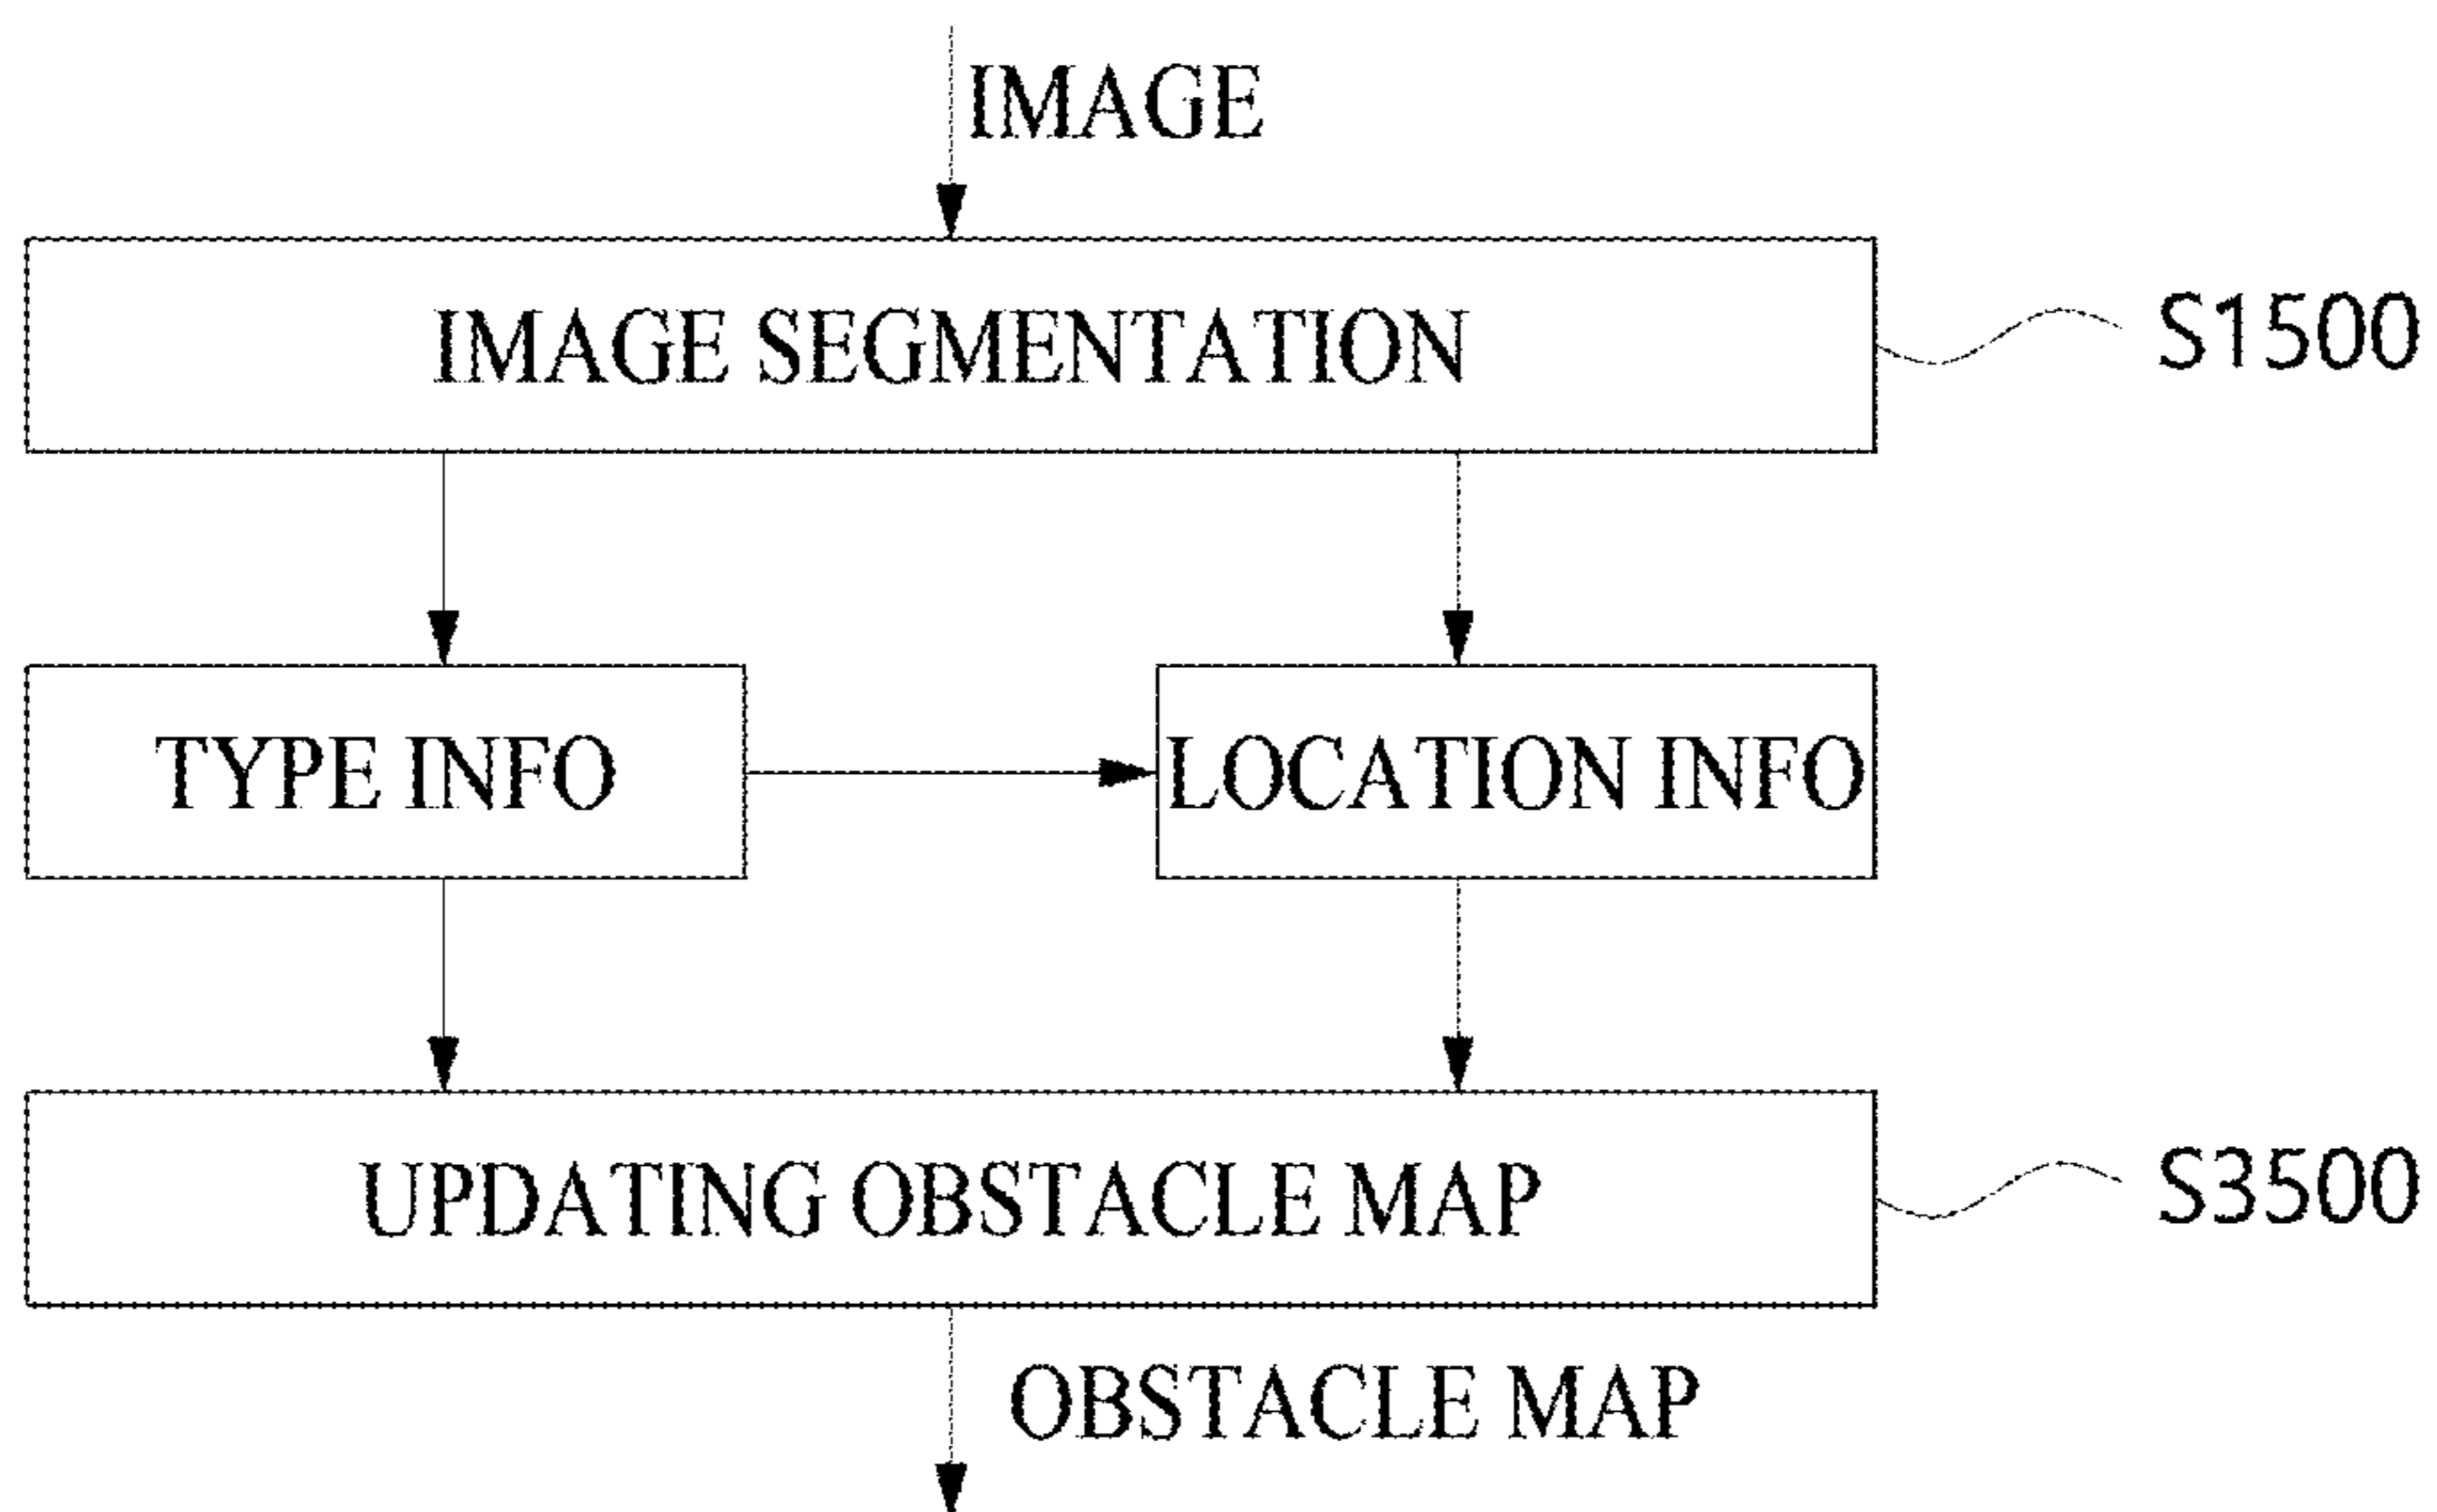 IMAGE
IMAGE SEGMENTATION
S1500
TYPE INFO
LOCATION INFO
UPDATING OBSTACLE MAP
S3500
OBSTACLE MAP